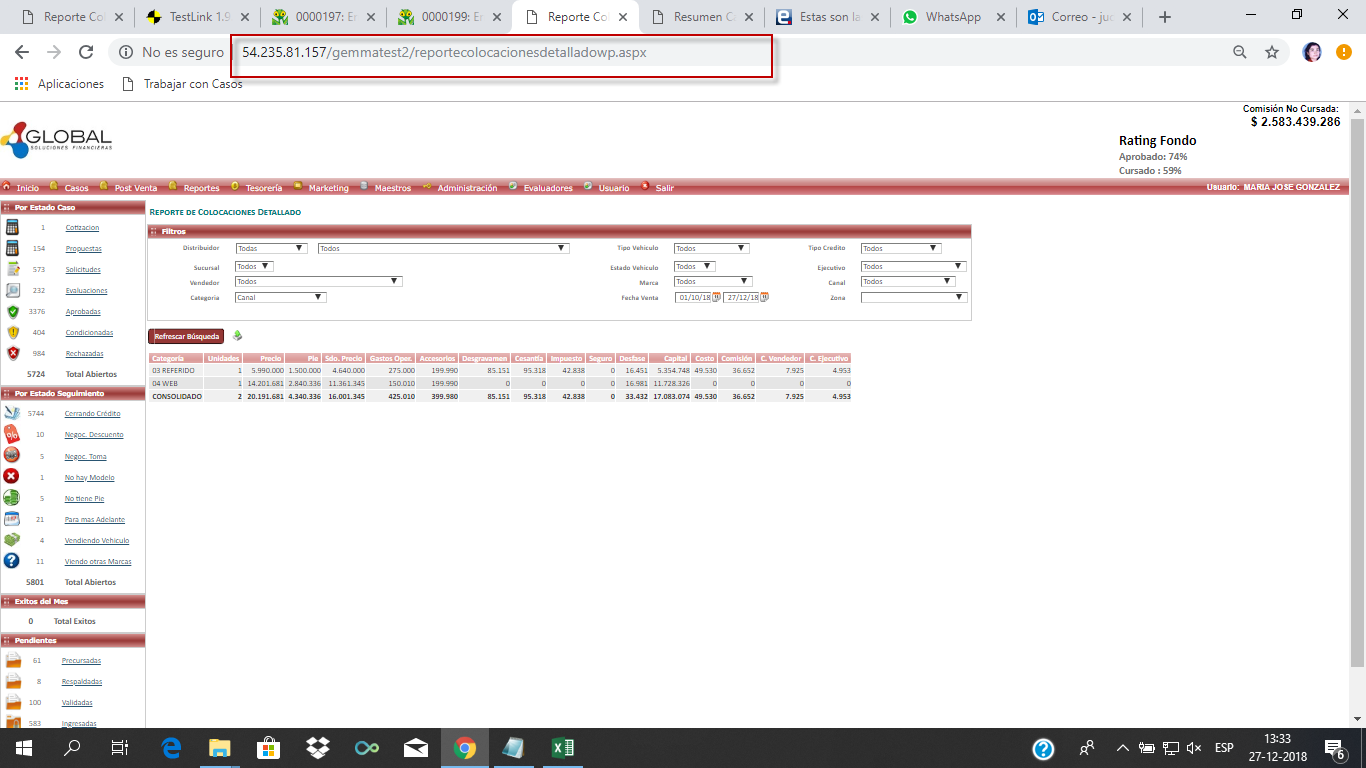 Reporte Col
TestLink 1.9
0000197: Er
0000199: Er
Reporte Col
Resumen C
Estas son la
WhatsApp
Correo - juc
No es seguro
54.235.81.157/gemmatest2/reportecolocacionesdetalladowp.aspx
Aplicaciones
Trabajar con Casos
Comisión No Cursada:
$ 2.583.439.286
GLOBAL
SOLUCIONES FINANCIERAS
Rating Fondo
Aprobado: 74%
Cursado : 59%
Inicio Casos Post Venta Reportes Tesorería Marketing Maestros Administración Evaluadores Usuario Salir
Usuario: MARIA JOSE GONZALEZ
Por Estado Caso
1 Cotizacion
154 Propuestas
573 Solicitudes
232 Evaluaciones
3376 Aprobadas
404 Condicionadas
984 Rechazadas
5724 Total Abiertos
Por Estado Seguimiento
5744 Cerrando Crédito
10 Negoc. Descuento
5 Negoc. Toma
1 No hay Modelo
5 No tiene Pie
21 Para mas Adelante
4 Vendiendo Vehiculo
11 Viendo otras Marcas
5801 Total Abiertos
Exitos del Mes
0 Total Exitos
Pendientes
61 Precursadas
8 Respaldadas
100 Validadas
583 Ingresadas
REPORTE DE COLOCACIONES DETALLADO
Filtros
Distribuidor Todas Todos Tipo Vehiculo Todos Tipo Credito Todos
Sucursal Todos Estado Vehiculo Todos Ejecutivo Todos
Vendedor Todos Marca Todos Canal Todos
Categoria Canal Fecha Venta 01/10/18 27/12/18 Zona
Refrescar Búsqueda
Categoría Unidades Precio Pie Sdo. Precio Gastos Oper. Accesorios Desgravamen Cesantía Impuesto Seguro Desfase Capital Costo Comisión C. Vendedor C. Ejecutivo
03 REFERIDO 1 5.990.000 1.500.000 4.640.000 275.000 199.990 85.151 95.318 42.838 0 16.451 5.354.748 49.530 36.652 7.925 4.953
04 WEB 1 14.201.681 2.840.336 11.361.345 150.010 199.990 0 0 0 0 16.981 11.728.326 0 0 0 0
CONSOLIDADO 2 20.191.681 4.340.336 16.001.345 425.010 399.980 85.151 95.318 42.838 0 33.432 17.083.074 49.530 36.652 7.925 4.953
ESP
13:33
27-12-2018
6